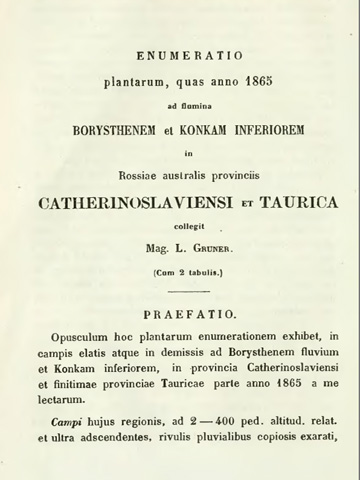 ENUMERATIO
plantarum, quas anno 1865
ad flumina
BORYSTHENEM et KONKAM INFERIOREM
in
Rossiae australis provinciis
CATHERINOSLAVIENSI ET TAURICA
collegit
Mag. L. GRUNER.
(Cum 2 tabulis.)
PRAEFATIO.
Opusculum hoc plantarum enumerationem exhibet, in
campis elatis atque in demissis ad Borysthenem fluvium
et Konkam inferiorem, in provincia Catherinoslaviensi
et finitimae provinciae Tauricae parte anno 1865 a me
lectarum.
Campi hujus regionis, ad 2 — 400 ped. altitud. relat.
et ultra adscendentes, rivulis pluvialibus copiosis exarati,